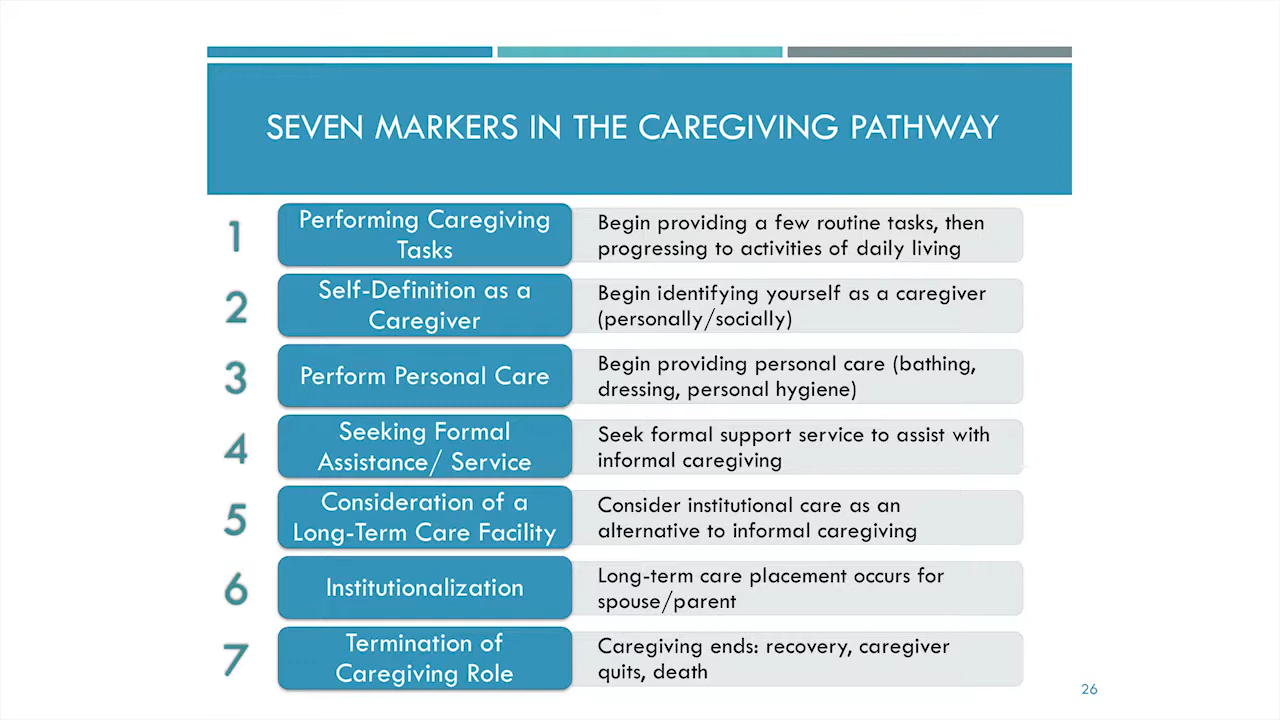 SEVEN MARKERS IN THE CAREGIVING PATHWAY
1
Performing Caregiving
Tasks
Begin providing a few routine tasks, then
progressing to activities of daily living
2
Self-Definition as a
Caregiver
Begin identifying yourself as a caregiver
(personally/socially)
3
Perform Personal Care
Begin providing personal care (bathing,
dressing, personal hygiene)
4
Seeking Formal
Assistance/ Service
Seek formal support service to assist with
informal caregiving
5
Consideration of a
Long-Term Care Facility
Consider institutional care as an
alternative to informal caregiving
6
Institutionalization
Long-term care placement occurs for
spouse/parent
7
Termination of
Caregiving Role
Caregiving ends: recovery, caregiver
quits, death
26